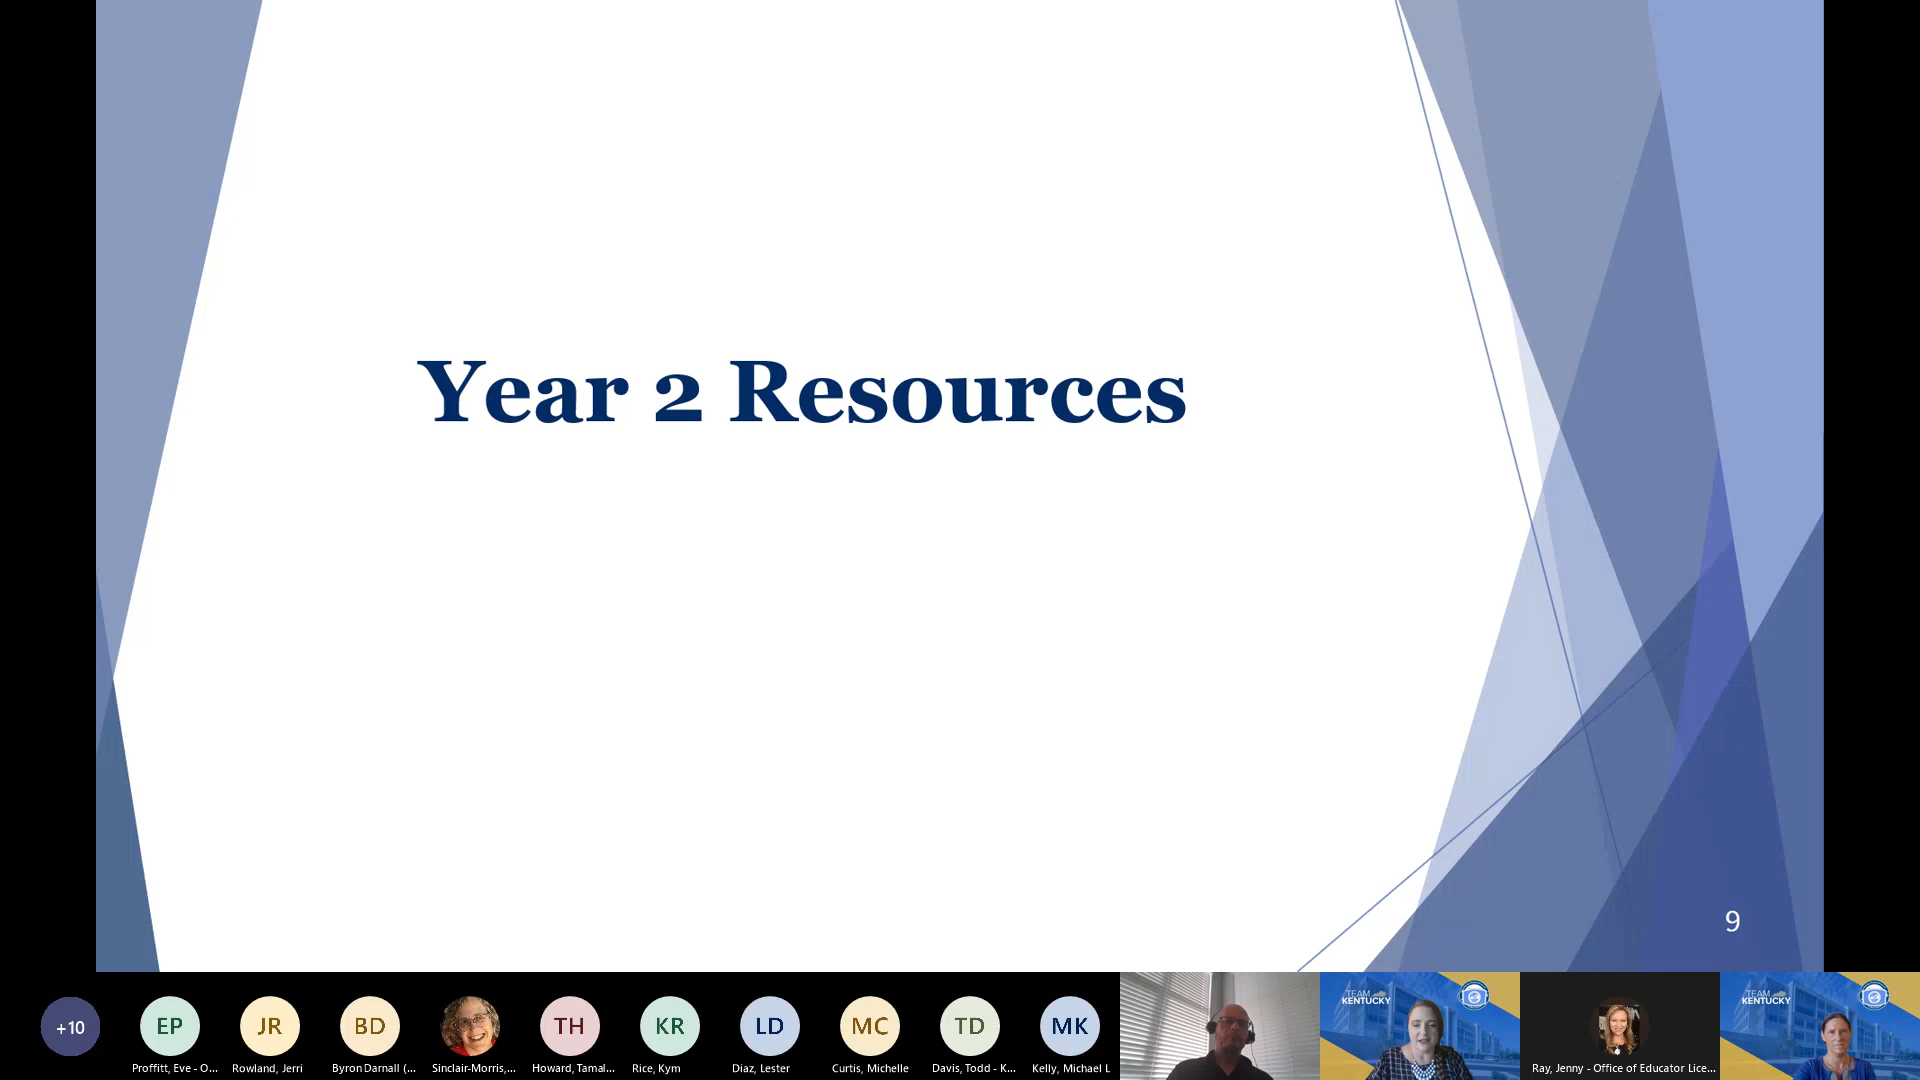 Year 2 Resources
9
+10
EP
JR
BD
TH
KR
LD
MC
TD
MK
Proffitt, Eve - O...
Rowland, Jerri
Byron Darnall (...
Sinclair-Morris,...
Howard, Tamal...
Rice, Kym
Diaz, Lester
Curtis, Michelle
Davis, Todd - K...
Kelly, Michael L
TEAM
KENTUCKY
Ray, Jenny - Office of Educator Lice...
TEAM
KENTUCKY